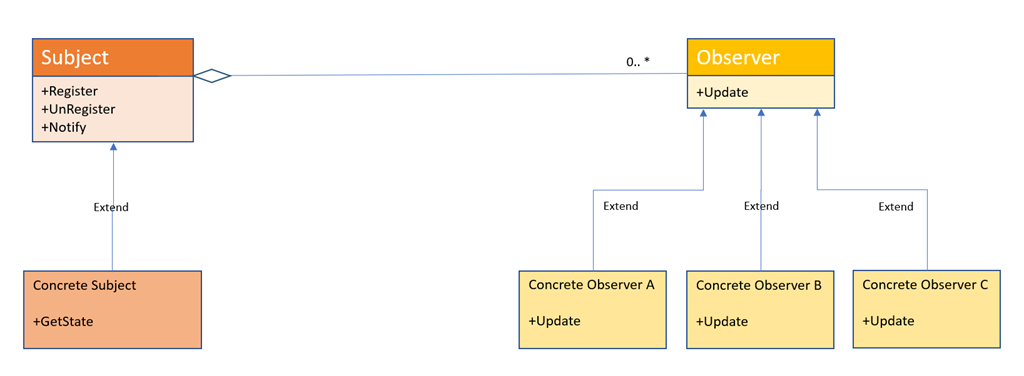 Subject
+Register
+UnRegister
+Notify
0.. *
Observer
+Update
Extend
Extend
Extend
Extend
Concrete Subject
+GetState
Concrete Observer A
+Update
Concrete Observer B
+Update
Concrete Observer C
+Update